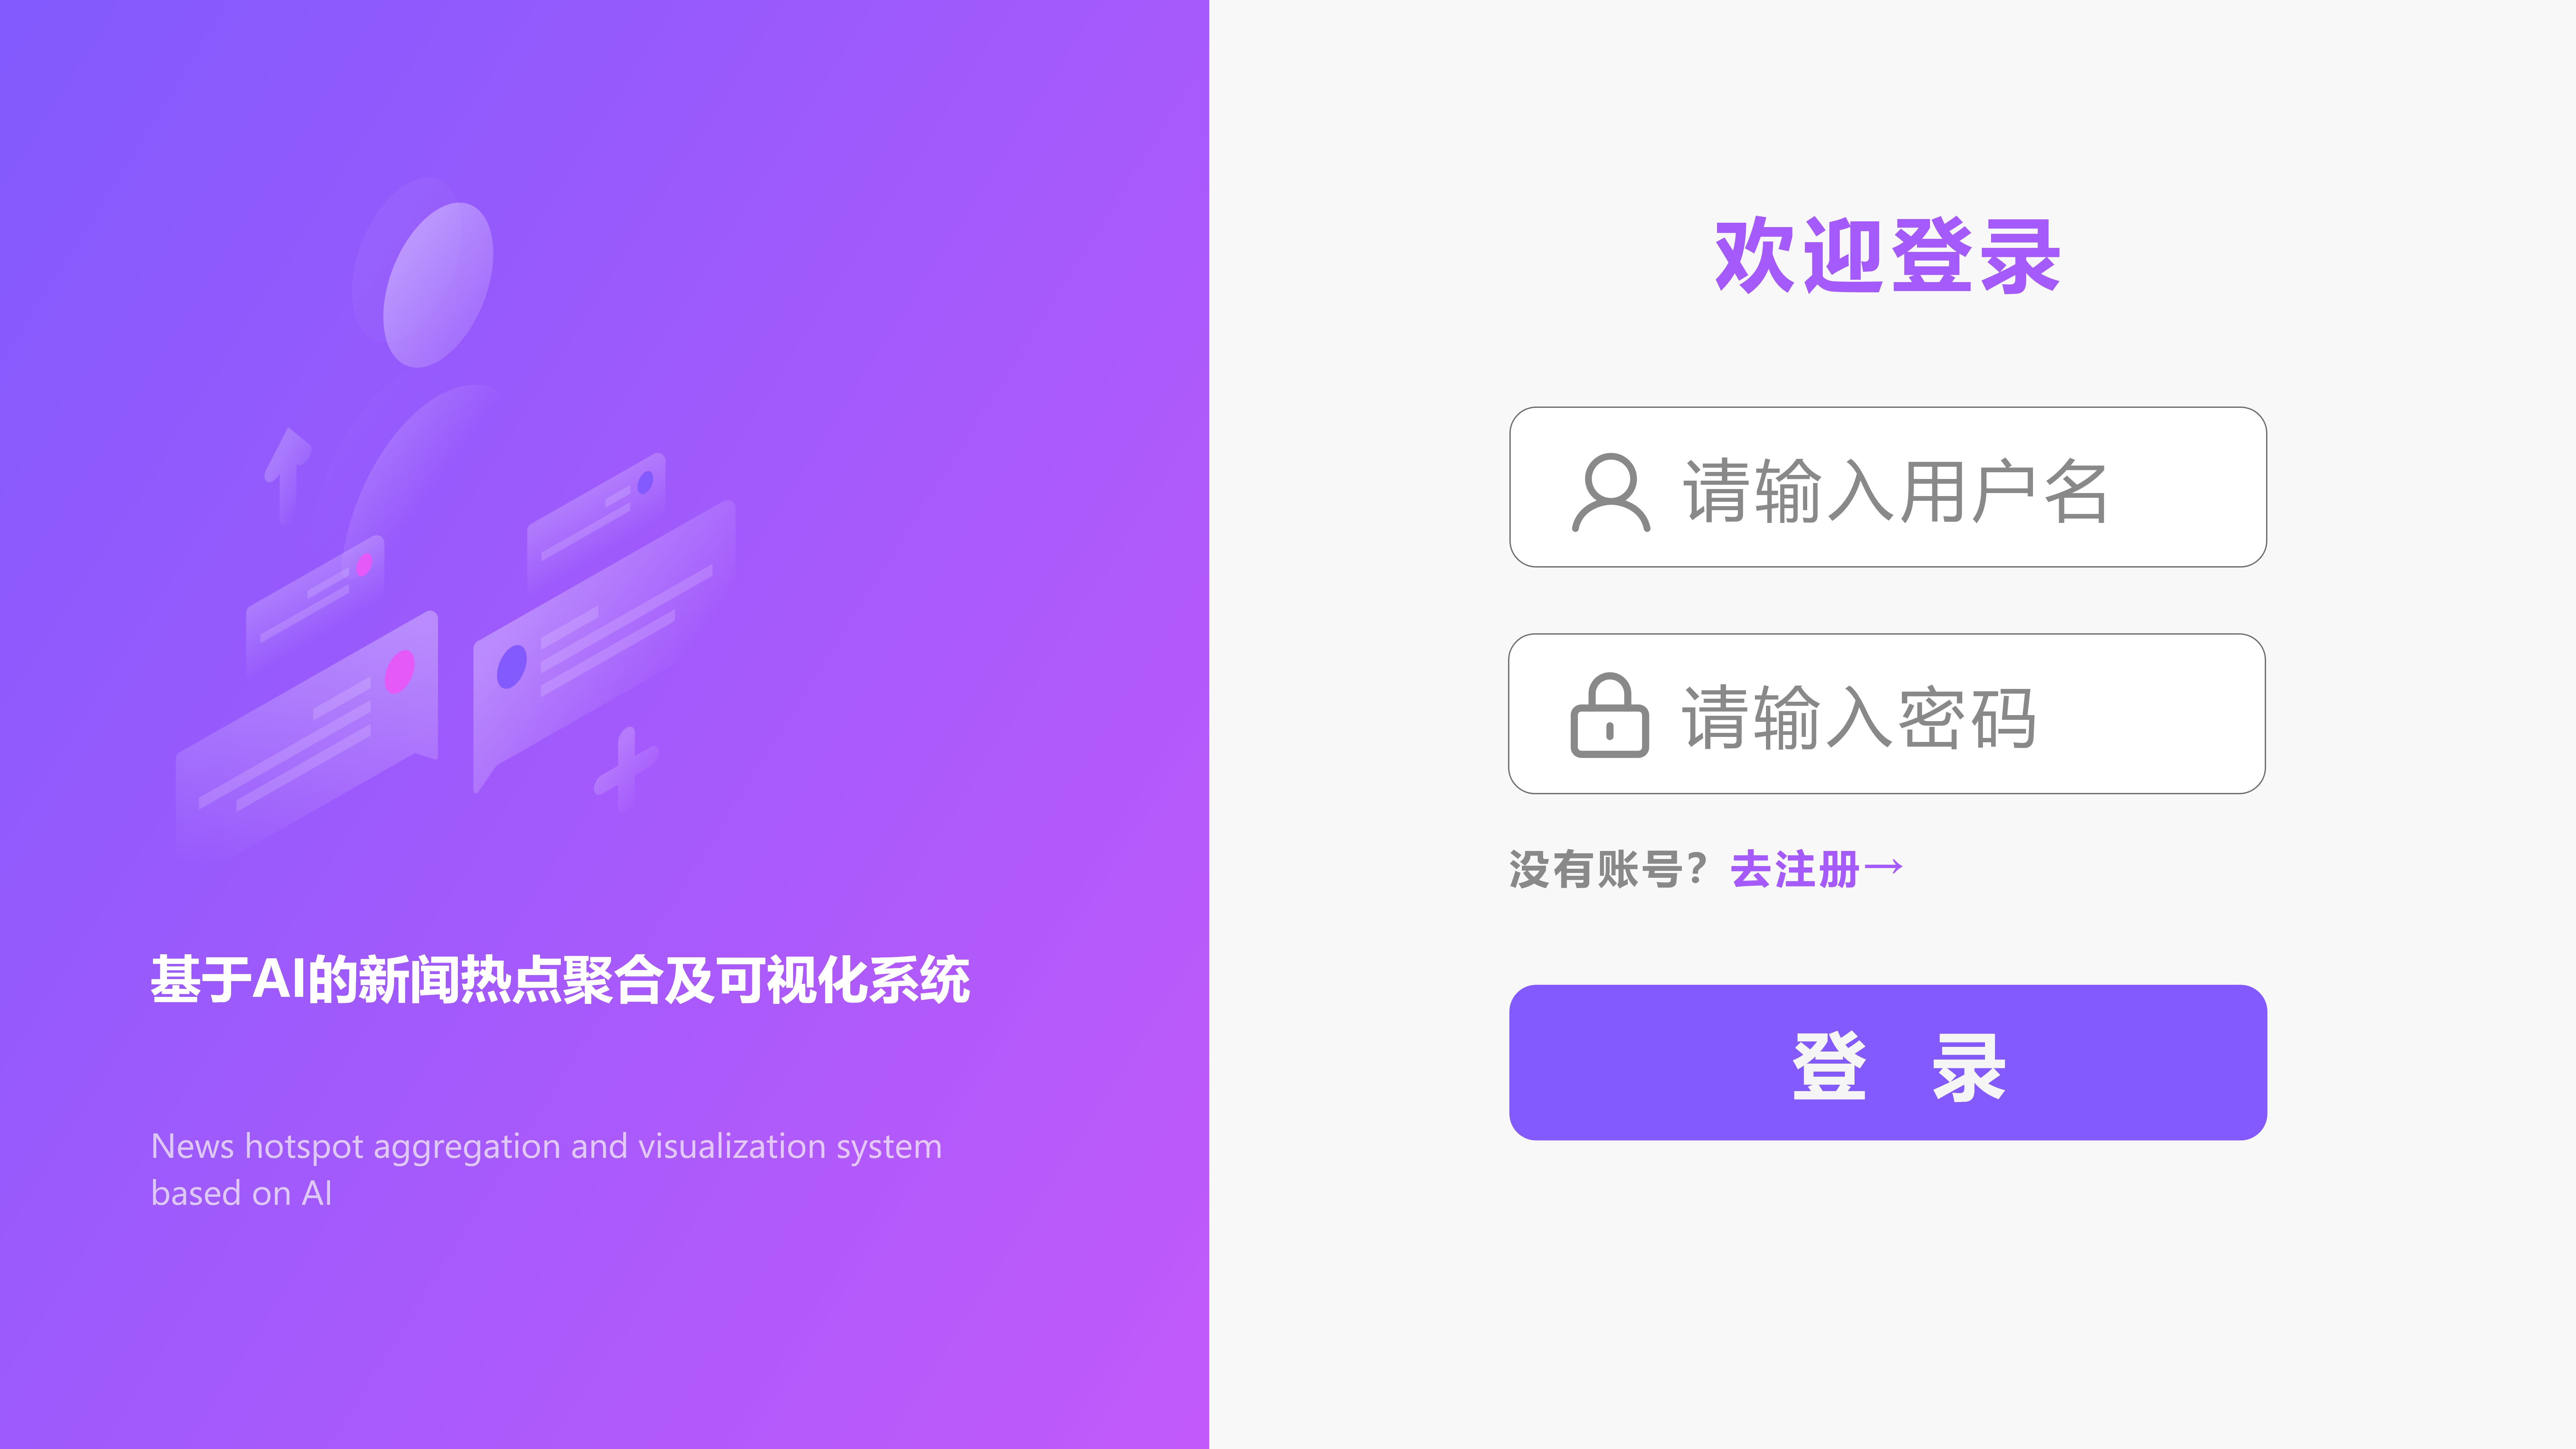 基于AI的新闻热点聚合及可视化系统
News hotspot aggregation and visualization system
based on AI
欢迎登录
请输入用户名
请输入密码
没有账号？去注册→
登 录